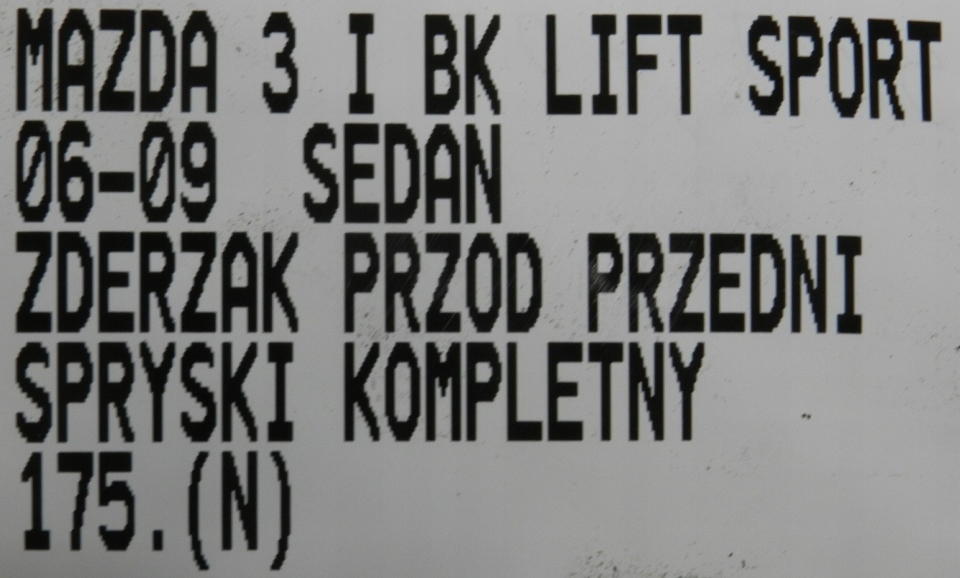 MAZDA 3 I BK LIFT SPORT
06-09 SEDAN
ZDERZAK PRZOD PRZEDNI
SPRYSKI KOMPLETNY
175.(N)